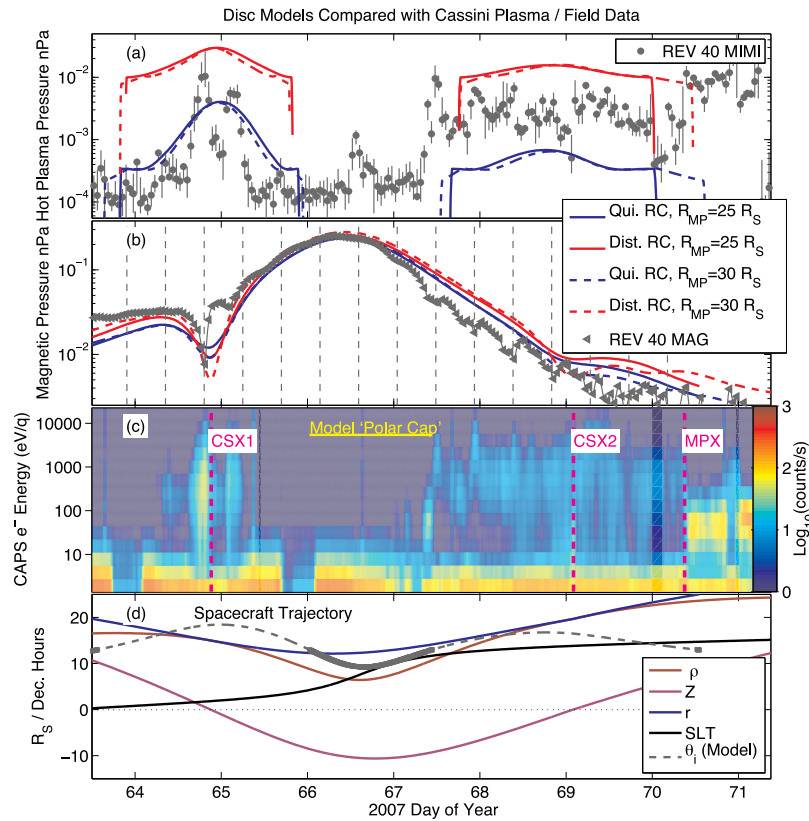 Disc Models Compared with Cassini Plasma / Field Data
(a)
REV 40 MIMI
Hot Plasma Pressure nPa
10⁻²
10⁻³
10⁻⁴
(b)
Magnetic Pressure nPa
10⁻¹
10⁻²
Qui. RC, R_MP=25 R_S
Dist. RC, R_MP=25 R_S
Qui. RC, R_MP=30 R_S
Dist. RC, R_MP=30 R_S
REV 40 MAG
(c)
Model 'Polar Cap'
CSX1
CSX2
MPX
CAPS e⁻ Energy (eV/q)
10000
1000
100
10
3
2
1
0
Log₁₀(counts/s)
(d)
Spacecraft Trajectory
R_S / Dec. Hours
20
10
0
−10
ρ
Z
r
SLT
θ_i (Model)
64 65 66 67 68 69 70 71
2007 Day of Year